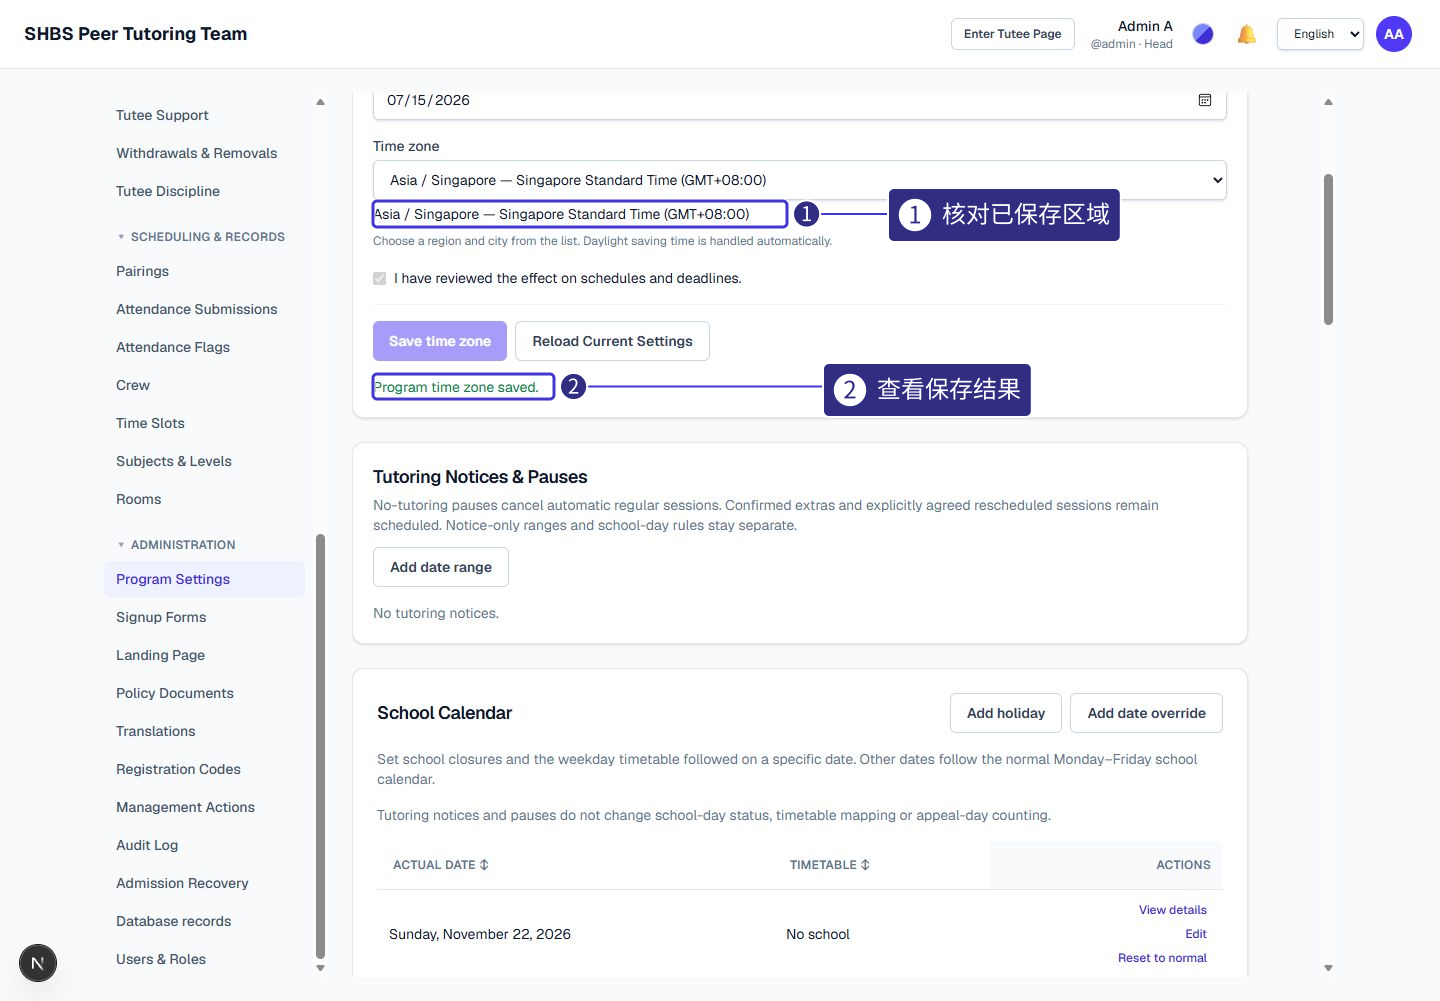 SHBS Peer Tutoring Team
Enter Tutee Page
Admin A
@admin · Head
English
AA
Tutee Support
Withdrawals & Removals
Tutee Discipline
SCHEDULING & RECORDS
Pairings
Attendance Submissions
Attendance Flags
Crew
Time Slots
Subjects & Levels
Rooms
ADMINISTRATION
Program Settings
Signup Forms
Landing Page
Policy Documents
Translations
Registration Codes
Management Actions
Audit Log
Admission Recovery
Database records
Users & Roles
N
07/15/2026
Time zone
Asia / Singapore — Singapore Standard Time (GMT+08:00)
Asia / Singapore — Singapore Standard Time (GMT+08:00)
1
1 核对已保存区域
Choose a region and city from the list. Daylight saving time is handled automatically.
I have reviewed the effect on schedules and deadlines.
Save time zone
Reload Current Settings
Program time zone saved.
2
2 查看保存结果
Tutoring Notices & Pauses
No-tutoring pauses cancel automatic regular sessions. Confirmed extras and explicitly agreed rescheduled sessions remain
scheduled. Notice-only ranges and school-day rules stay separate.
Add date range
No tutoring notices.
School Calendar
Add holiday
Add date override
Set school closures and the weekday timetable followed on a specific date. Other dates follow the normal Monday–Friday school
calendar.
Tutoring notices and pauses do not change school-day status, timetable mapping or appeal-day counting.
ACTUAL DATE
TIMETABLE
ACTIONS
Sunday, November 22, 2026
No school
View details
Edit
Reset to normal